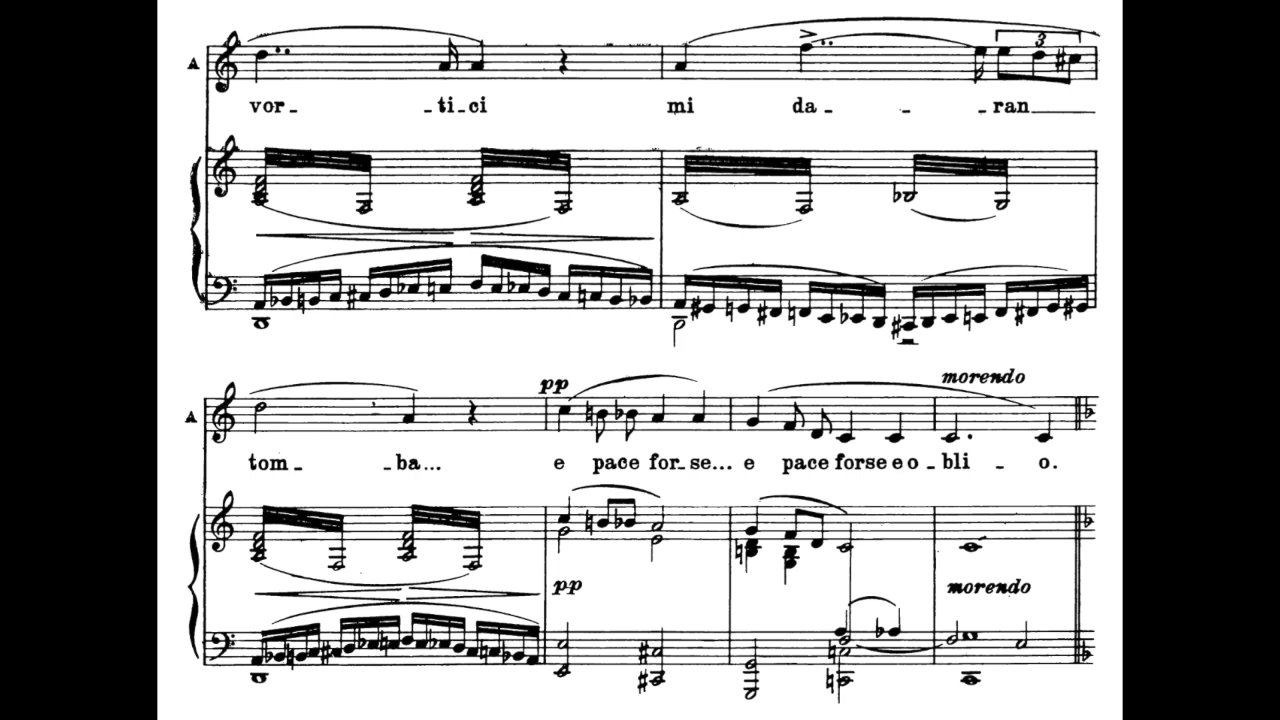 A
3
vor - ti - ci mi da - - ran
pp morendo
A
tom - ba... e pace for - se... e pace forse e o - bli - o.
pp morendo